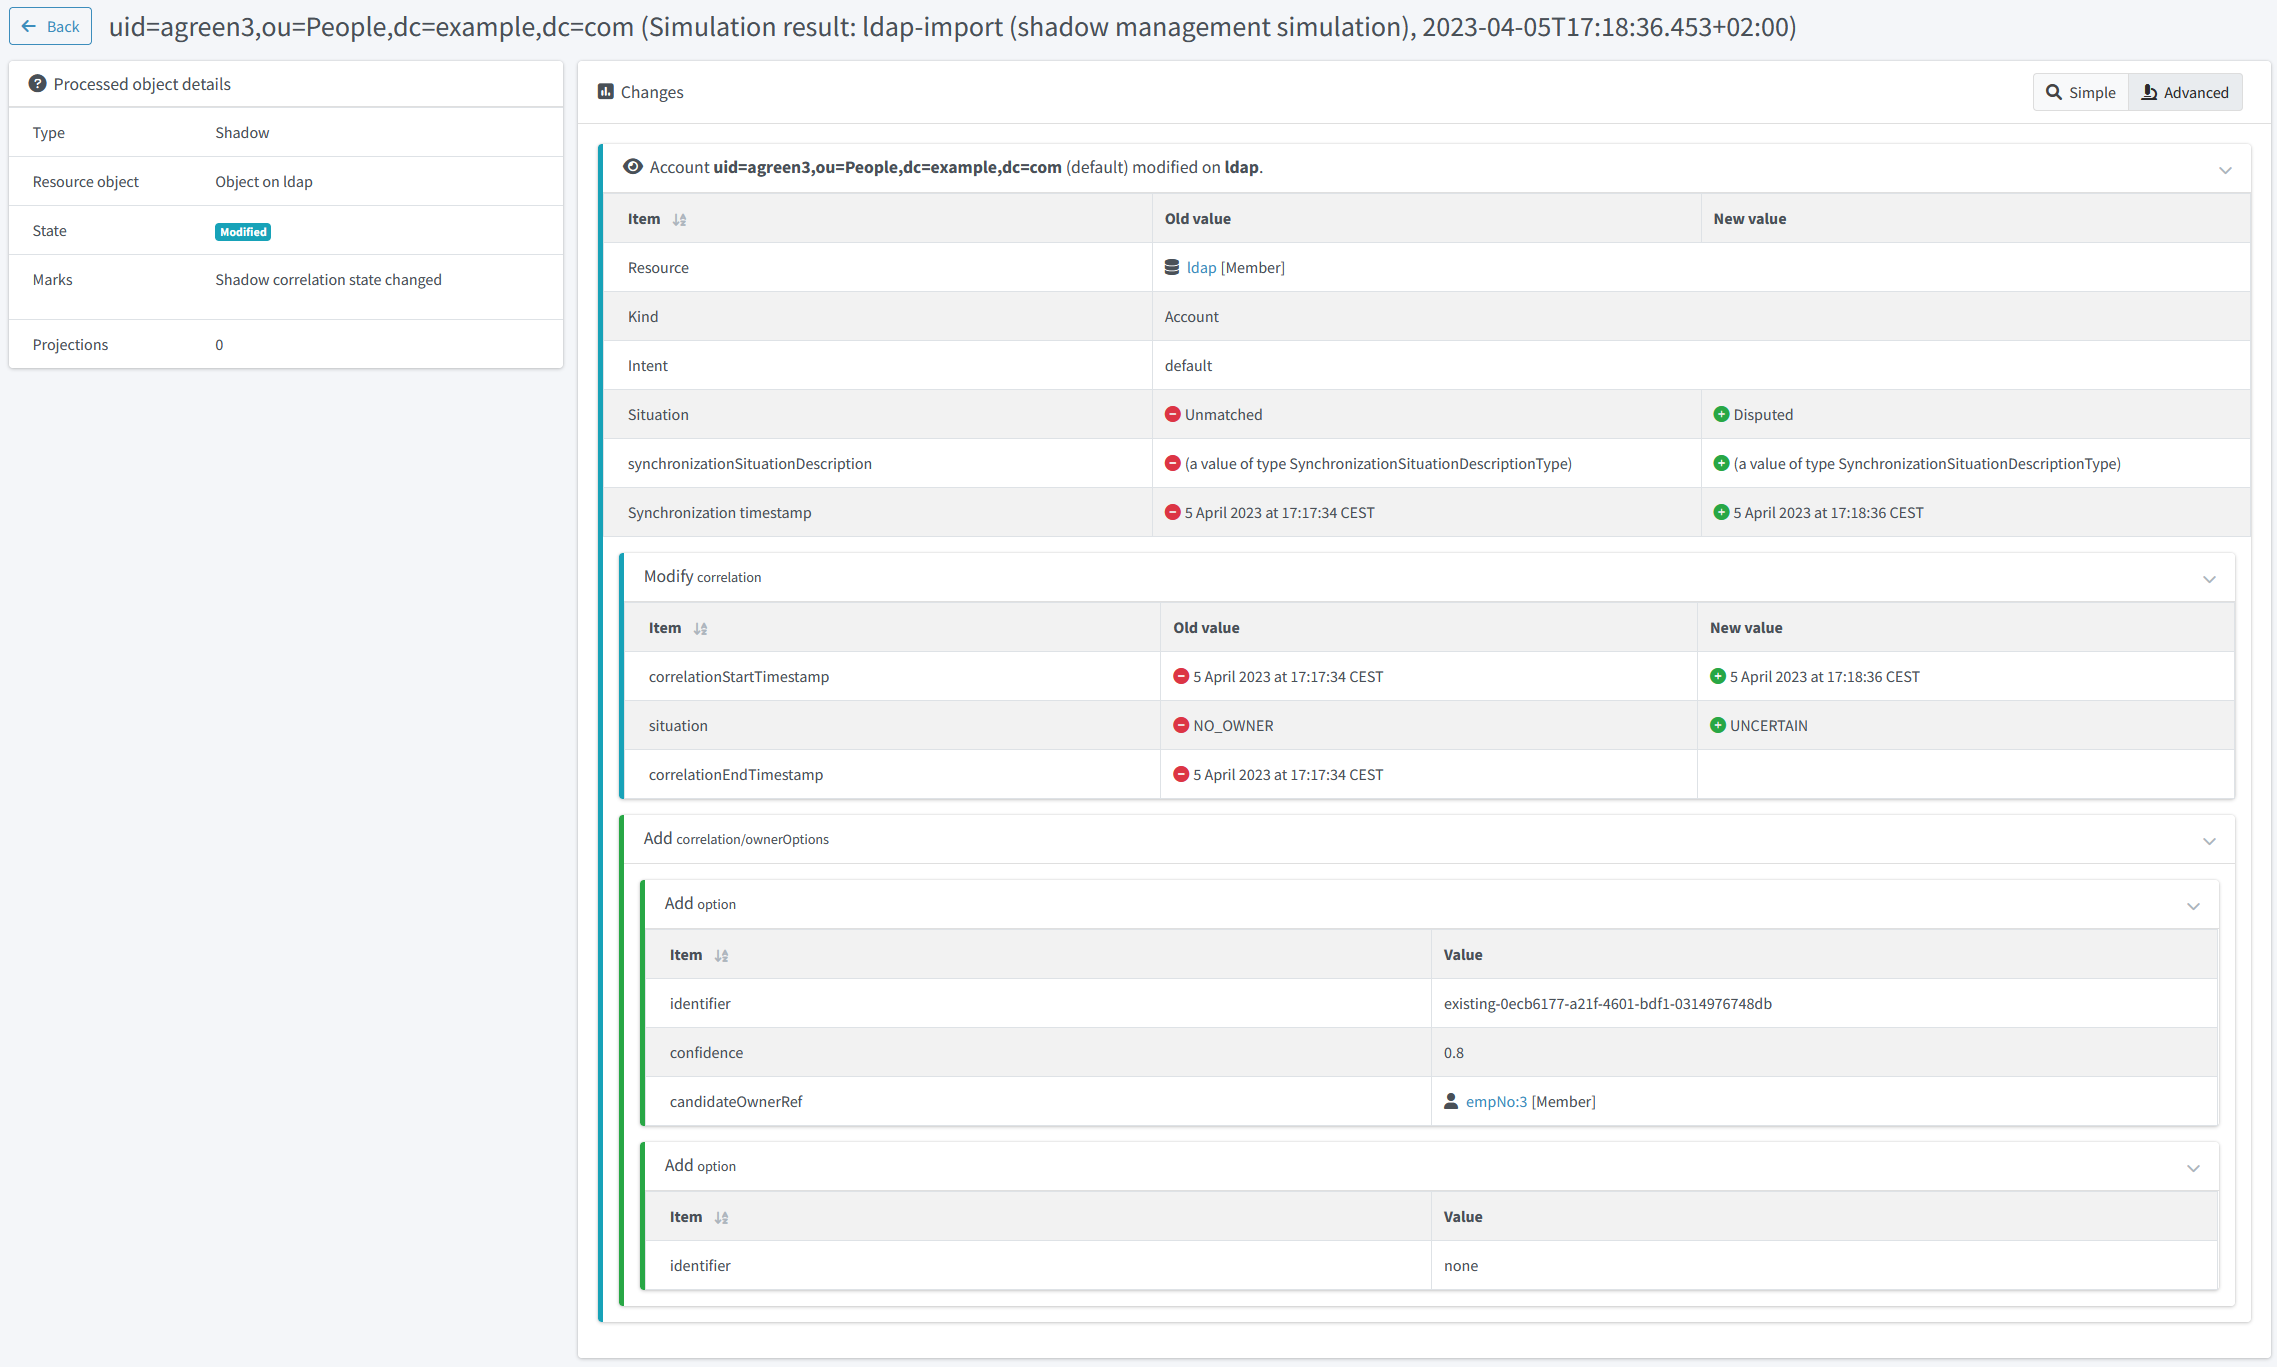 Back
uid=agreen3,ou=People,dc=example,dc=com (Simulation result: ldap-import (shadow management simulation), 2023-04-05T17:18:36.453+02:00)
Processed object details
Type Shadow
Resource object Object on ldap
State Modified
Marks Shadow correlation state changed
Projections 0
Changes
Simple Advanced
Account uid=agreen3,ou=People,dc=example,dc=com (default) modified on ldap.
Item Old value New value
Resource ldap [Member]
Kind Account
Intent default
Situation Unmatched Disputed
synchronizationSituationDescription (a value of type SynchronizationSituationDescriptionType) (a value of type SynchronizationSituationDescriptionType)
Synchronization timestamp 5 April 2023 at 17:17:34 CEST 5 April 2023 at 17:18:36 CEST
Modify correlation
Item Old value New value
correlationStartTimestamp 5 April 2023 at 17:17:34 CEST 5 April 2023 at 17:18:36 CEST
situation NO_OWNER UNCERTAIN
correlationEndTimestamp 5 April 2023 at 17:17:34 CEST
Add correlation/ownerOptions
Add option
Item Value
identifier existing-0ecb6177-a21f-4601-bdf1-0314976748db
confidence 0.8
candidateOwnerRef empNo:3 [Member]
Add option
Item Value
identifier none